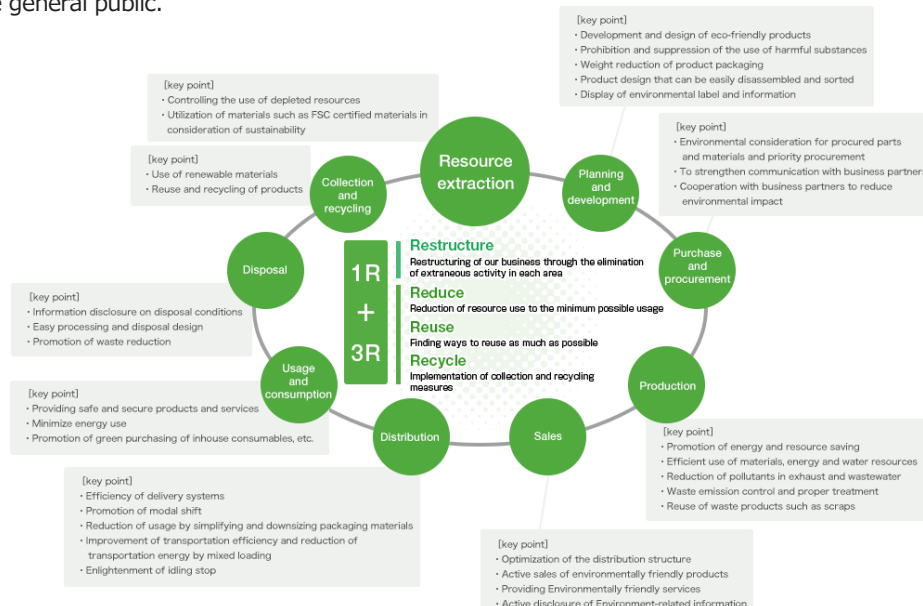 e general public.
[key point]
・Development and design of eco-friendly products
・Prohibition and suppression of the use of harmful substances
・Weight reduction of product packaging
・Product design that can be easily disassembled and sorted
・Display of environmental label and information
[key point]
・Controlling the use of depleted resources
・Utilization of materials such as FSC certified materials in
consideration of sustainability
[key point]
・Environmental consideration for procured parts
and materials and priority procurement
・To strengthen communication with business partners
・Cooperation with business partners to reduce
environmental impact
[key point]
・Use of renewable materials
・Reuse and recycling of products
Resource
extraction
Planning
and
development
Collection
and
recycling
Purchase
and
procurement
Disposal
1R
+
3R
Restructure
Restructuring of our business through the elimination
of extraneous activity in each area
Reduce
Reduction of resource use to the minimum possible usage
Reuse
Finding ways to reuse as much as possible
Recycle
Implementation of collection and recycling
measures
[key point]
・Information disclosure on disposal conditions
・Easy processing and disposal design
・Promotion of waste reduction
Usage
and
consumption
Production
[key point]
・Providing safe and secure products and services
・Minimize energy use
・Promotion of green purchasing of inhouse consumables, etc.
Distribution
Sales
[key point]
・Promotion of energy and resource saving
・Efficient use of materials, energy and water resources
・Reduction of pollutants in exhaust and wastewater
・Waste emission control and proper treatment
・Reuse of waste products such as scraps
[key point]
・Efficiency of delivery systems
・Promotion of modal shift
・Reduction of usage by simplifying and downsizing packaging materials
・Improvement of transportation efficiency and reduction of
transportation energy by mixed loading
・Enlightenment of idling stop
[key point]
・Optimization of the distribution structure
・Active sales of environmentally friendly products
・Providing Environmentally friendly services
・Active disclosure of Environment-related information